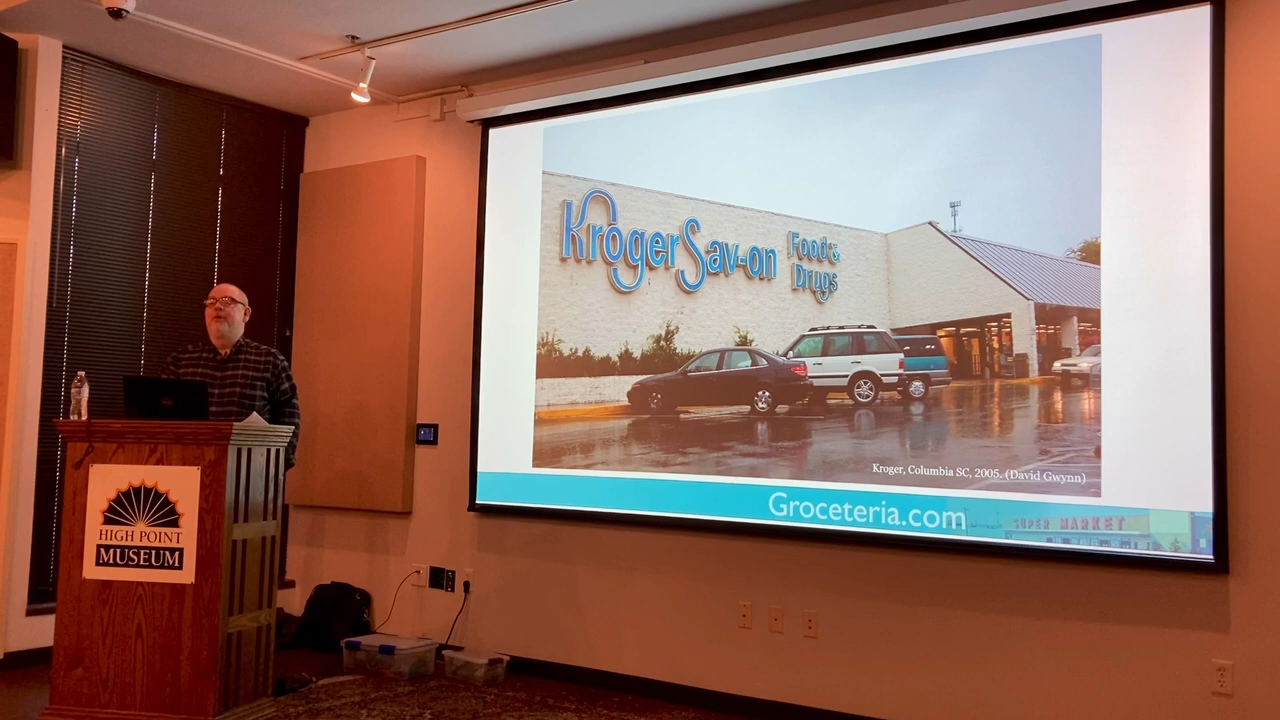 Kroger Sav-on Food &
Drugs
Kroger, Columbia SC, 2005. (David Gwynn)
Groceteria.com
SUPER MARKET
HIGH POINT
MUSEUM